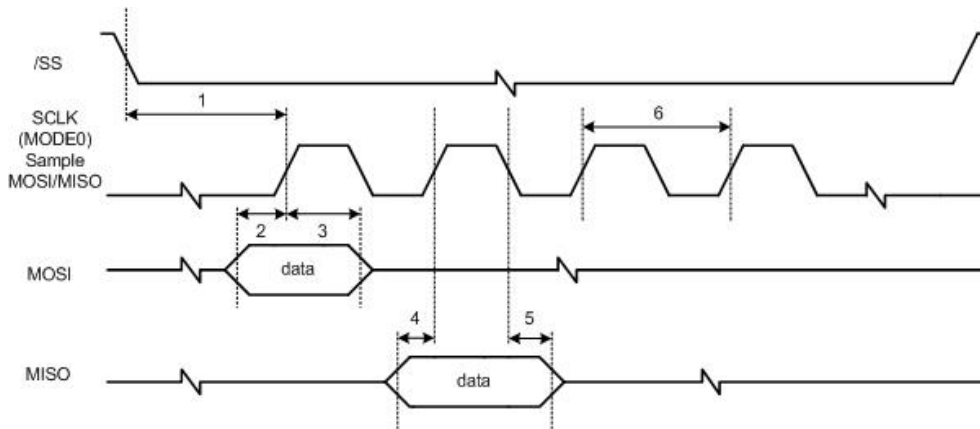 /SS
1
SCLK
(MODE0)
Sample
MOSI/MISO
6
2
3
MOSI
data
4
5
MISO
data